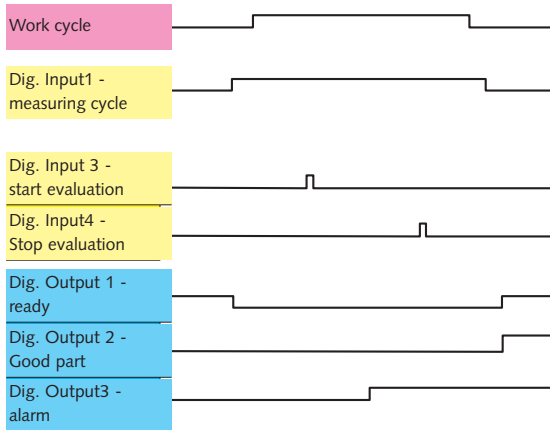 Work cycle
Dig. Input1 -
measuring cycle
Dig. Input 3 -
start evaluation
Dig. Input4 -
Stop evaluation
Dig. Output 1 -
ready
Dig. Output 2 -
Good part
Dig. Output3 -
alarm